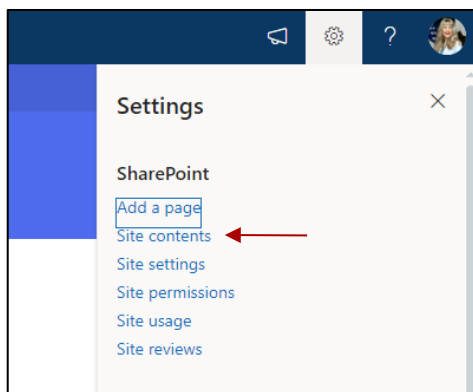 ?
Settings
SharePoint
Add a page
Site contents
Site settings
Site permissions
Site usage
Site reviews